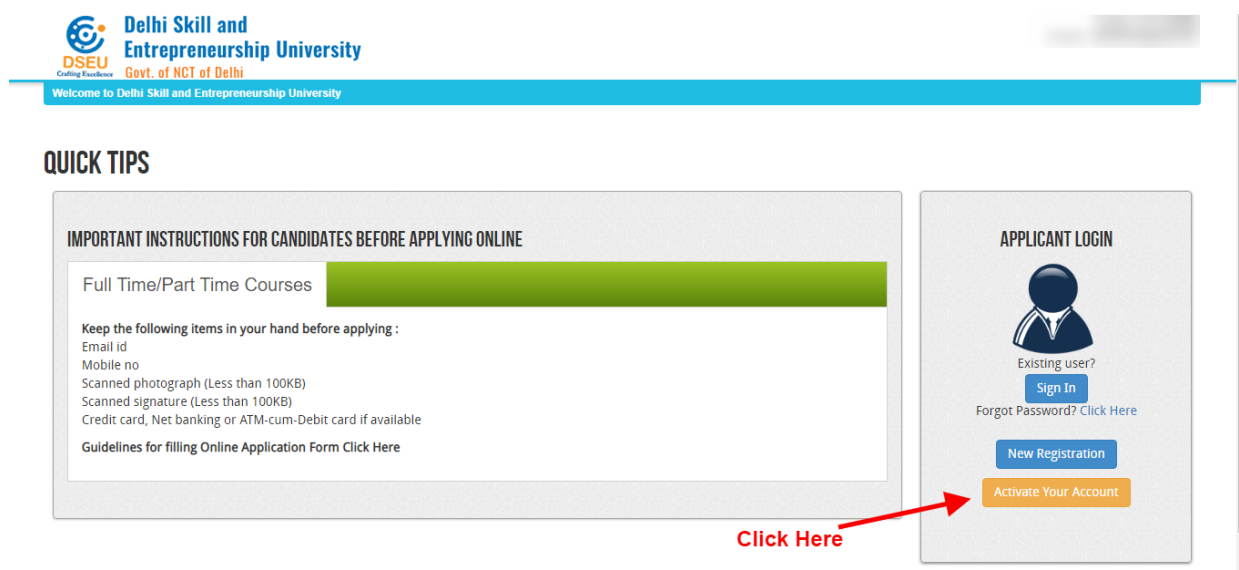 Delhi Skill and
Entrepreneurship University
DSEU
Crafting Excellence
Govt. of NCT of Delhi
Welcome to Delhi Skill and Entrepreneurship University
QUICK TIPS
IMPORTANT INSTRUCTIONS FOR CANDIDATES BEFORE APPLYING ONLINE
Full Time/Part Time Courses
Keep the following items in your hand before applying :
Email id
Mobile no
Scanned photograph (Less than 100KB)
Scanned signature (Less than 100KB)
Credit card, Net banking or ATM-cum-Debit card if available
Guidelines for filling Online Application Form Click Here
APPLICANT LOGIN
Existing user?
Sign In
Forgot Password? Click Here
New Registration
Activate Your Account
Click Here